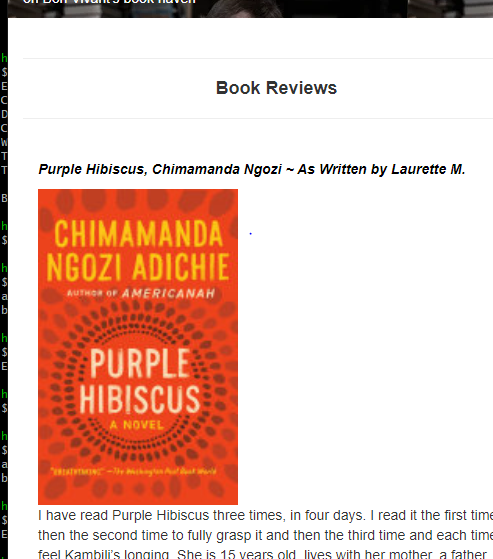 on Bon Vivant's book haven
Book Reviews
Purple Hibiscus, Chimamanda Ngozi ~ As Written by Laurette M.
CHIMAMANDA
NGOZI ADICHIE
AUTHOR OF AMERICANAH
PURPLE
HIBISCUS
A NOVEL
"BREATHTAKING." —The Washington Post Book World
I have read Purple Hibiscus three times, in four days. I read it the first time
then the second time to fully grasp it and then the third time and each time
feel Kambili's longing. She is 15 years old, lives with her mother, a father
h
$
E
C
D
C
W
T
T
B
h
$
h
$
a
b
h
$
E
h
$
h
$
a
b
h
$
E